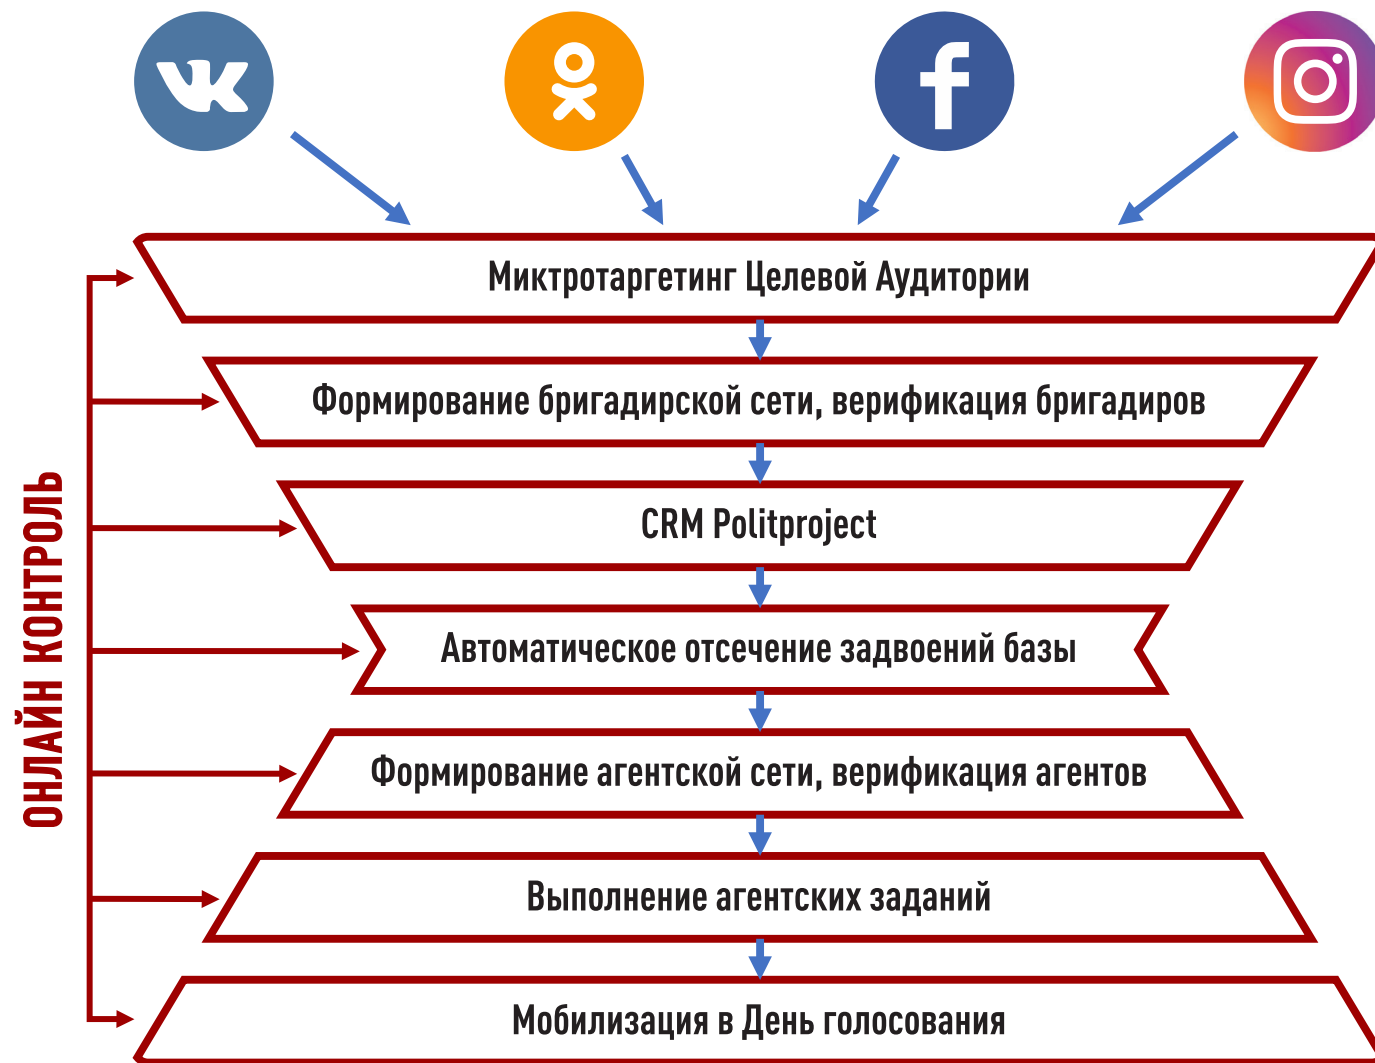 Миктротаргетинг Целевой Аудитории
Формирование бригадирской сети, верификация бригадиров
CRM Politproject
Автоматическое отсечение задвоений базы
Формирование агентской сети, верификация агентов
Выполнение агентских заданий
Мобилизация в День голосования
ОНЛАЙН КОНТРОЛЬ